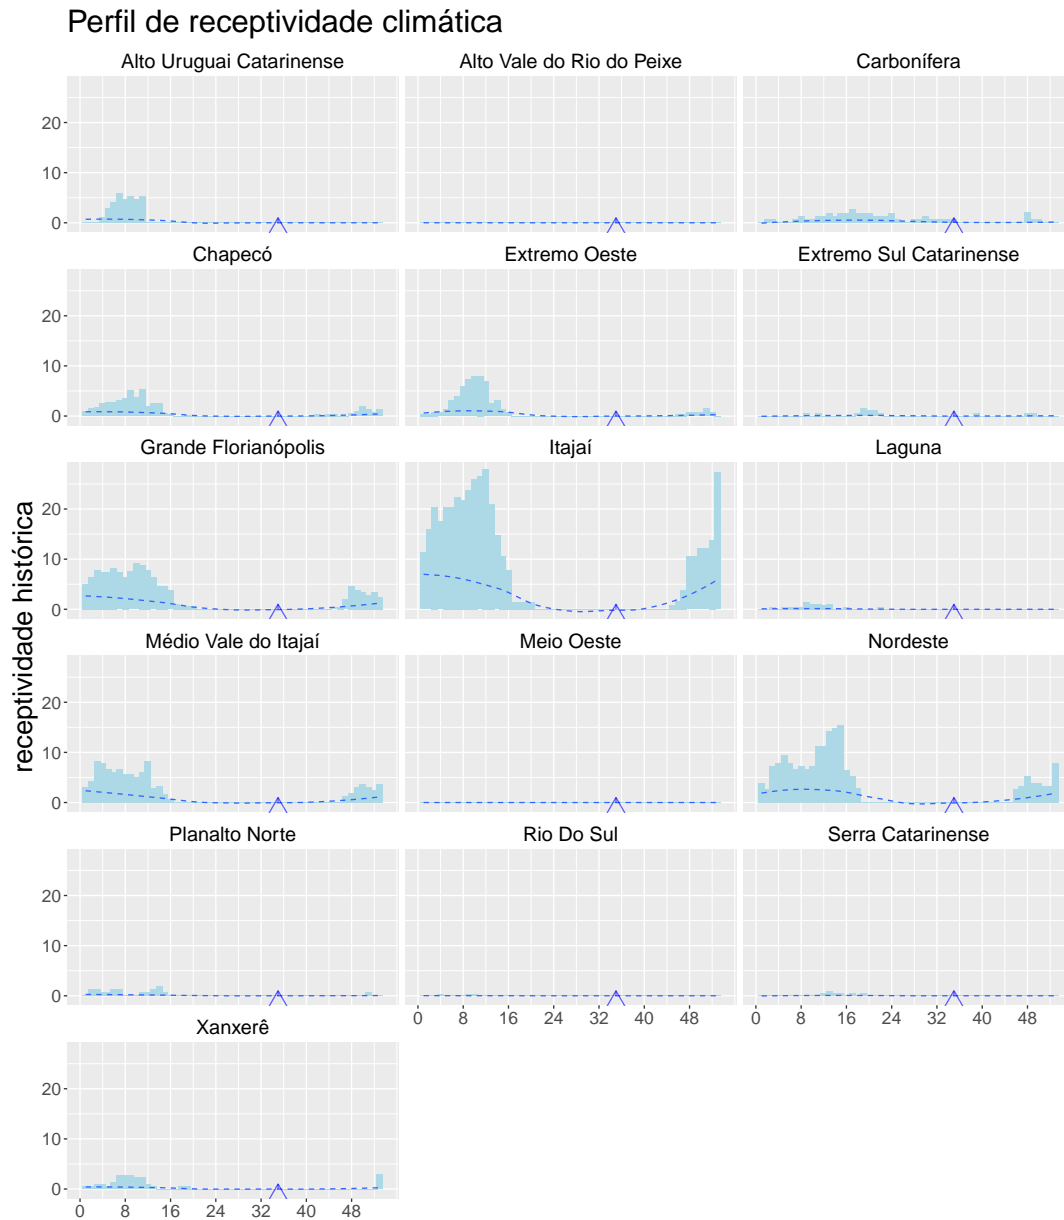 Perfil de receptividade climática
Alto Uruguai Catarinense
Alto Vale do Rio do Peixe
Carbonífera
20
10
0
Chapecó
Extremo Oeste
Extremo Sul Catarinense
20
10
0
Grande Florianópolis
Itajaí
Laguna
20
10
0
receptividade histórica
Médio Vale do Itajaí
Meio Oeste
Nordeste
20
10
0
Planalto Norte
Rio Do Sul
Serra Catarinense
20
10
0
0 8 16 24 32 40 48
0 8 16 24 32 40 48
Xanxerê
20
10
0
0 8 16 24 32 40 48